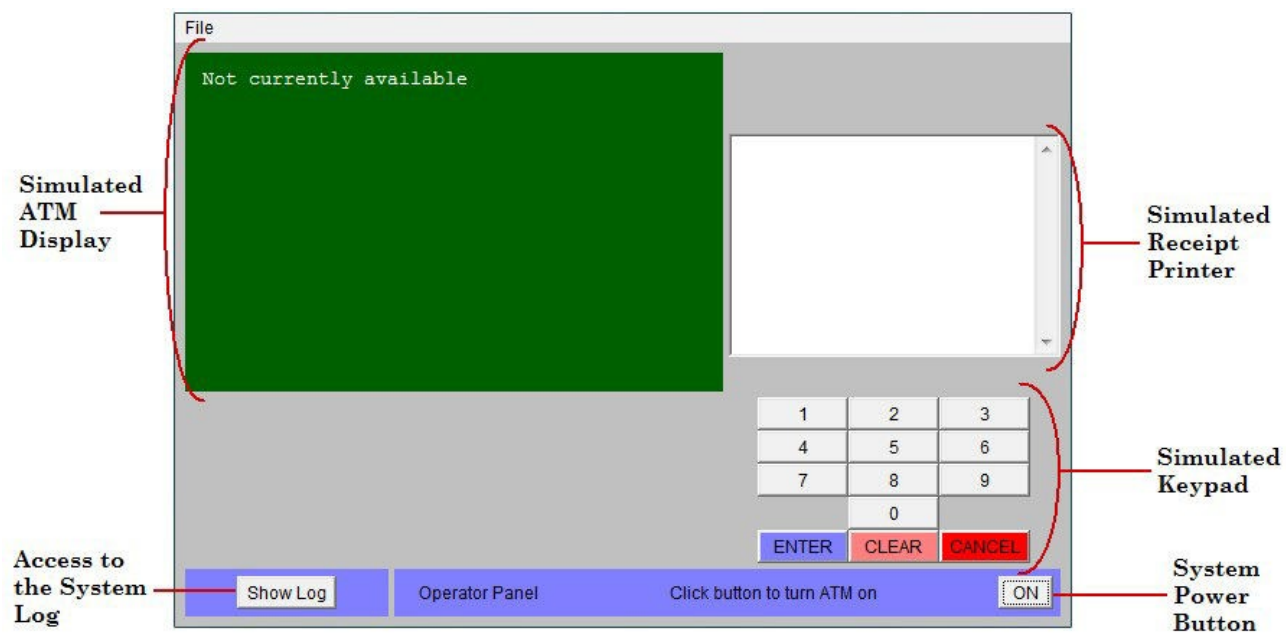 File
Not currently available
Simulated
ATM
Display
Simulated
Receipt
Printer
1 2 3
4 5 6
7 8 9
0
ENTER CLEAR CANCEL
Simulated
Keypad
Access to
the System
Log
Show Log Operator Panel Click button to turn ATM on ON
System
Power
Button